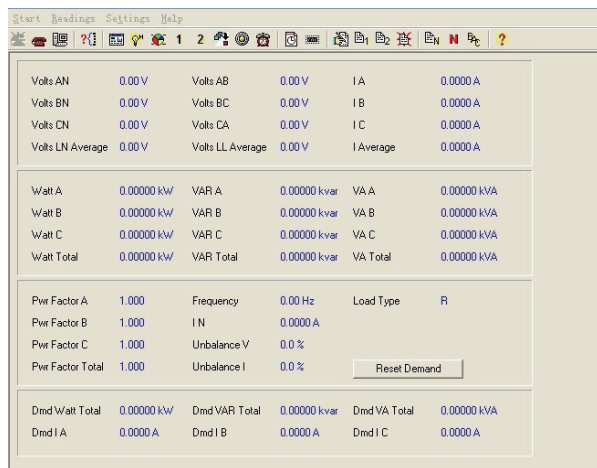 Start Readings Settings Help
?{} 1 2 1 2 N N ?
Volts AN 0.00 V Volts AB 0.00 V I A 0.0000 A
Volts BN 0.00 V Volts BC 0.00 V I B 0.0000 A
Volts CN 0.00 V Volts CA 0.00 V I C 0.0000 A
Volts LN Average 0.00 V Volts LL Average 0.00 V I Average 0.0000 A
Watt A 0.00000 kW VAR A 0.00000 kvar VA A 0.00000 kVA
Watt B 0.00000 kW VAR B 0.00000 kvar VA B 0.00000 kVA
Watt C 0.00000 kW VAR C 0.00000 kvar VA C 0.00000 kVA
Watt Total 0.00000 kW VAR Total 0.00000 kvar VA Total 0.00000 kVA
Pwr Factor A 1.000 Frequency 0.00 Hz Load Type R
Pwr Factor B 1.000 I N 0.0000 A
Pwr Factor C 1.000 Unbalance V 0.0 %
Pwr Factor Total 1.000 Unbalance I 0.0 % Reset Demand
Dmd Watt Total 0.00000 kW Dmd VAR Total 0.00000 kvar Dmd VA Total 0.00000 kVA
Dmd I A 0.0000 A Dmd I B 0.0000 A Dmd I C 0.0000 A